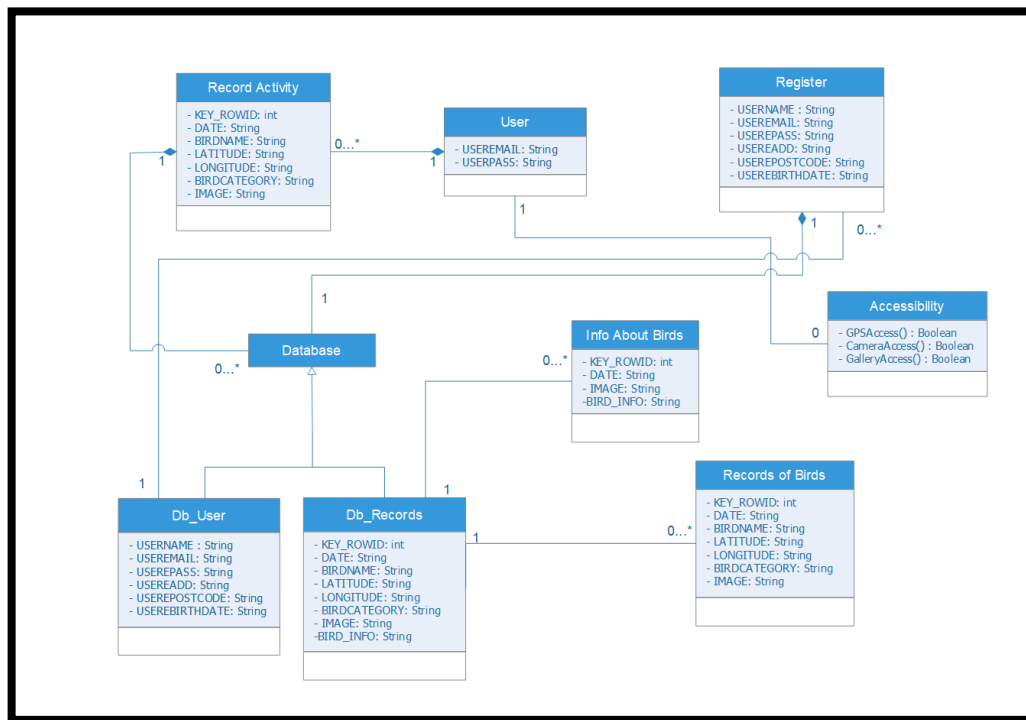 Record Activity
- KEY_ROWID: int
- DATE: String
- BIRDNAME: String
- LATITUDE: String
- LONGITUDE: String
- BIRDCATEGORY: String
- IMAGE: String
1
0...*
User
- USEREMAIL: String
- USERPASS: String
1
1
Register
- USERNAME : String
- USEREMAIL: String
- USEREPASS: String
- USEREADD: String
- USEREPOSTCODE: String
- USEREBIRTHDATE: String
1
0...*
Accessibility
- GPSAccess() : Boolean
- CameraAccess() : Boolean
- GalleryAccess() : Boolean
0
1
Database
0...*
Info About Birds
- KEY_ROWID: int
- DATE: String
- IMAGE: String
-BIRD_INFO: String
0...*
1
Db_User
- USERNAME : String
- USEREMAIL: String
- USEREPASS: String
- USEREADD: String
- USEREPOSTCODE: String
- USEREBIRTHDATE: String
1
Db_Records
- KEY_ROWID: int
- DATE: String
- BIRDNAME: String
- LATITUDE: String
- LONGITUDE: String
- BIRDCATEGORY: String
- IMAGE: String
-BIRD_INFO: String
1
0...*
Records of Birds
- KEY_ROWID: int
- DATE: String
- BIRDNAME: String
- LATITUDE: String
- LONGITUDE: String
- BIRDCATEGORY: String
- IMAGE: String